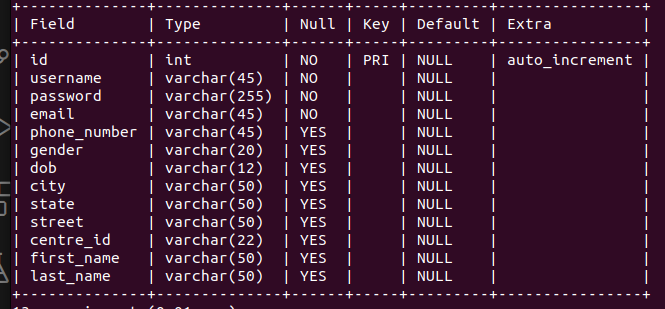 +--------------+--------------+------+-----+---------+----------------+
| Field        | Type         | Null | Key | Default | Extra          |
+--------------+--------------+------+-----+---------+----------------+
| id           | int          | NO   | PRI | NULL    | auto_increment |
| username     | varchar(45)  | NO   |     | NULL    |                |
| password     | varchar(255) | NO   |     | NULL    |                |
| email        | varchar(45)  | NO   |     | NULL    |                |
| phone_number | varchar(45)  | YES  |     | NULL    |                |
| gender       | varchar(20)  | YES  |     | NULL    |                |
| dob          | varchar(12)  | YES  |     | NULL    |                |
| city         | varchar(50)  | YES  |     | NULL    |                |
| state        | varchar(50)  | YES  |     | NULL    |                |
| street       | varchar(50)  | YES  |     | NULL    |                |
| centre_id    | varchar(22)  | YES  |     | NULL    |                |
| first_name   | varchar(50)  | YES  |     | NULL    |                |
| last_name    | varchar(50)  | YES  |     | NULL    |                |
+--------------+--------------+------+-----+---------+----------------+